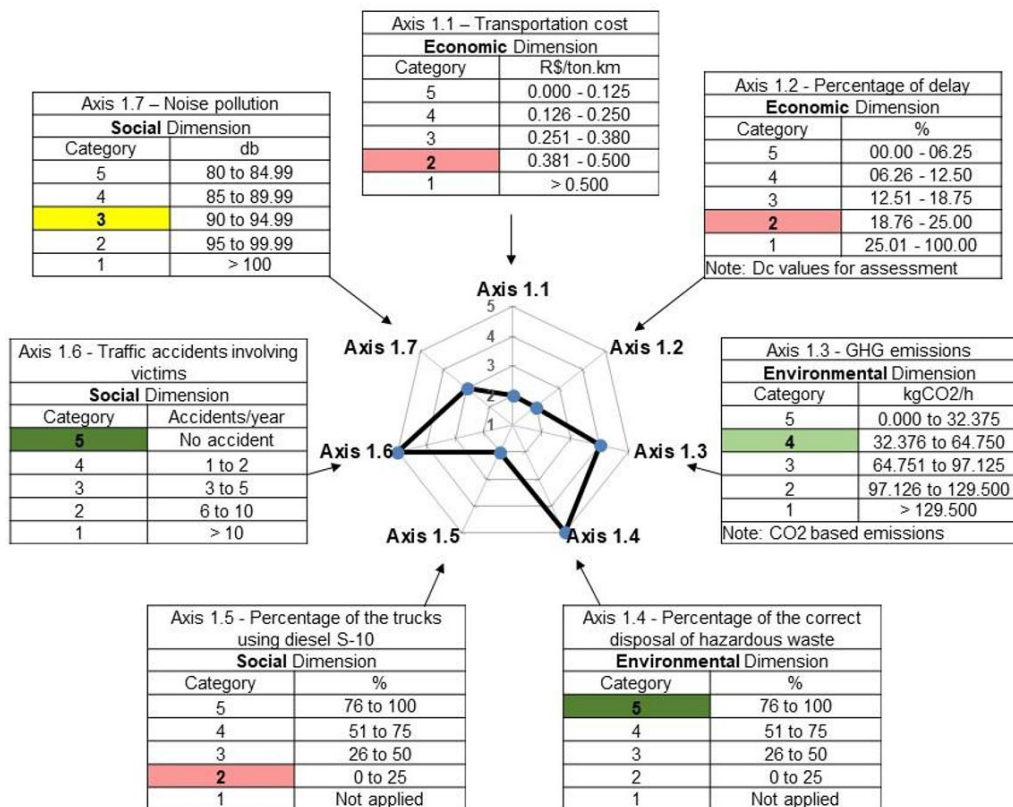 Axis 1.1 – Transportation cost
Economic Dimension
Category R$/ton.km
5 0.000 - 0.125
4 0.126 - 0.250
3 0.251 - 0.380
2 0.381 - 0.500
1 > 0.500
Axis 1.2 - Percentage of delay
Economic Dimension
Category %
5 00.00 - 06.25
4 06.26 - 12.50
3 12.51 - 18.75
2 18.76 - 25.00
1 25.01 - 100.00
Note: Dc values for assessment
Axis 1.7 – Noise pollution
Social Dimension
Category db
5 80 to 84.99
4 85 to 89.99
3 90 to 94.99
2 95 to 99.99
1 > 100
Axis 1.1
5
4
3
2
1
Axis 1.2
Axis 1.3
Axis 1.4
Axis 1.5
Axis 1.6
Axis 1.7
Axis 1.6 - Traffic accidents involving
victims
Social Dimension
Category Accidents/year
5 No accident
4 1 to 2
3 3 to 5
2 6 to 10
1 > 10
Axis 1.3 - GHG emissions
Environmental Dimension
Category kgCO2/h
5 0.000 to 32.375
4 32.376 to 64.750
3 64.751 to 97.125
2 97.126 to 129.500
1 > 129.500
Note: CO2 based emissions
Axis 1.5 - Percentage of the trucks
using diesel S-10
Social Dimension
Category %
5 76 to 100
4 51 to 75
3 26 to 50
2 0 to 25
1 Not applied
Axis 1.4 - Percentage of the correct
disposal of hazardous waste
Environmental Dimension
Category %
5 76 to 100
4 51 to 75
3 26 to 50
2 0 to 25
1 Not applied